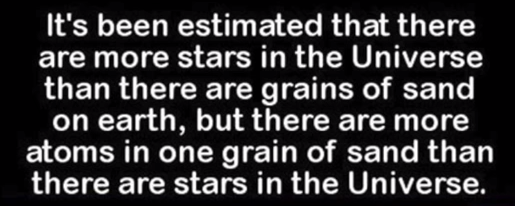 It's been estimated that there
are more stars in the Universe
than there are grains of sand
on earth, but there are more
atoms in one grain of sand than
there are stars in the Universe.